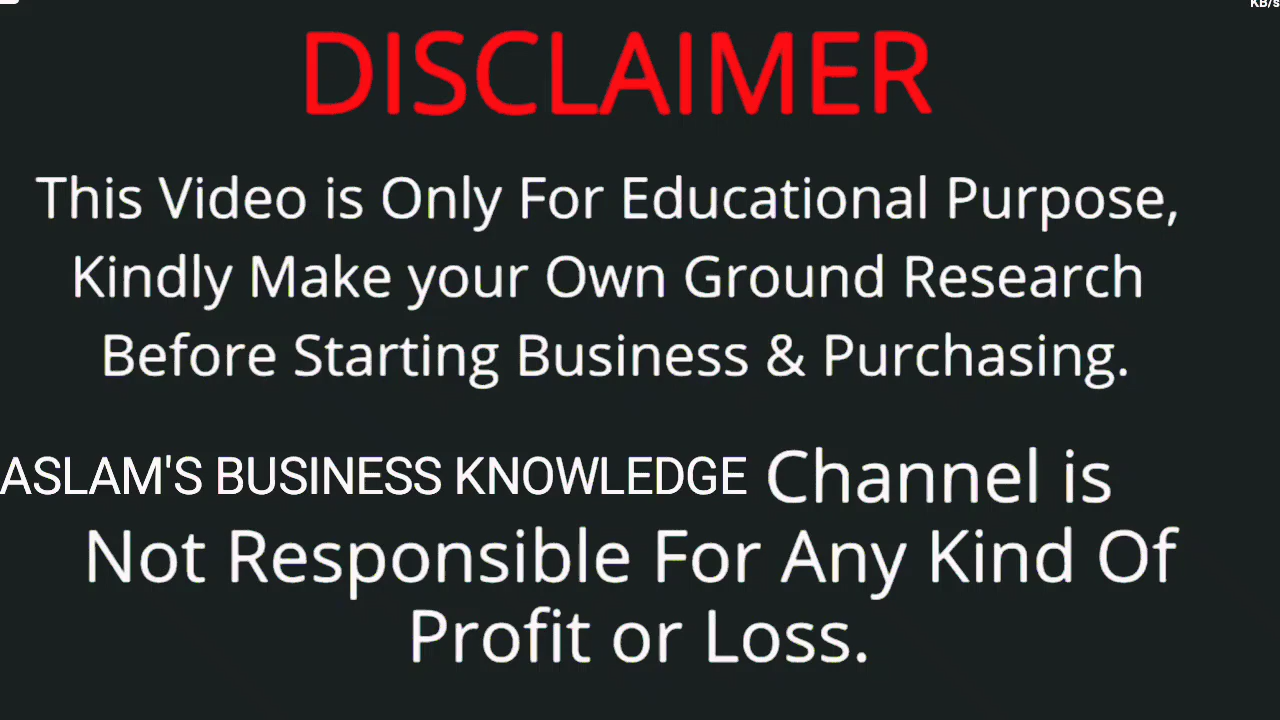 KB/s
DISCLAIMER
This Video is Only For Educational Purpose,
Kindly Make your Own Ground Research
Before Starting Business & Purchasing.
ASLAM'S BUSINESS KNOWLEDGE Channel is
Not Responsible For Any Kind Of
Profit or Loss.